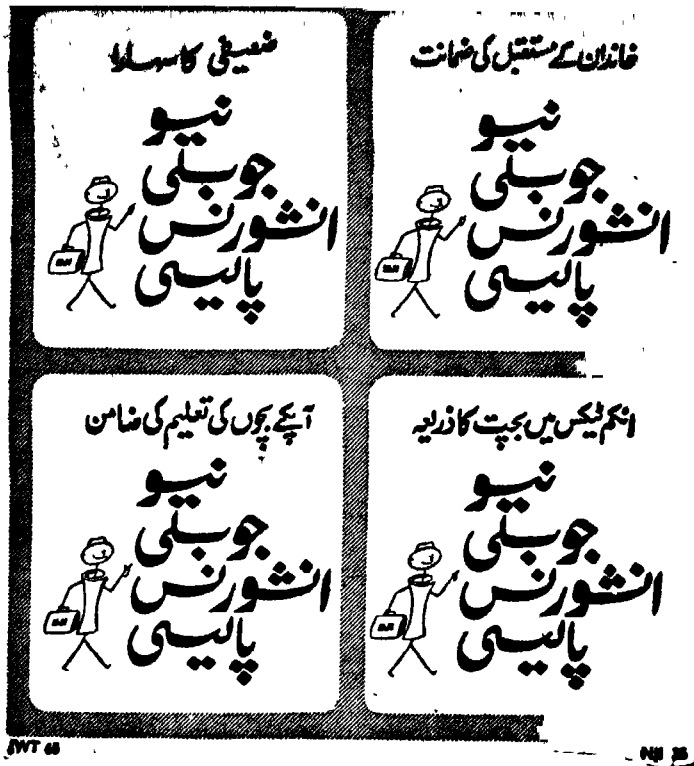 خاندان کے مستقبل کی ضمانت
نیو
جوبلی
انشورنس
پالیسی
ضعیفی کا سہارا
نیو
جوبلی
انشورنس
پالیسی
انکم ٹیکس میں بچت کا ذریعہ
نیو
جوبلی
انشورنس
پالیسی
آپکے بچوں کی تعلیم کی ضامن
نیو
جوبلی
انشورنس
پالیسی